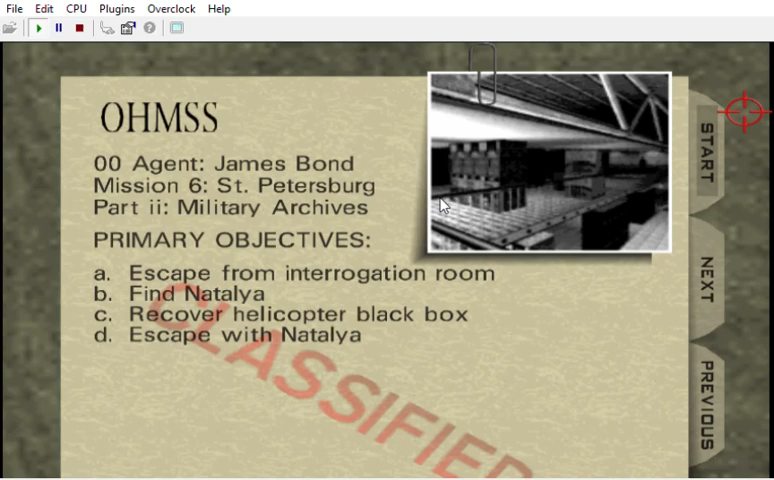 File Edit CPU Plugins Overclock Help
OHMSS
00 Agent: James Bond
Mission 6: St. Petersburg
Part ii: Military Archives
PRIMARY OBJECTIVES:
a. Escape from interrogation room
b. Find Natalya
c. Recover helicopter black box
d. Escape with Natalya
CLASSIFIED
START
NEXT
PREVIOUS